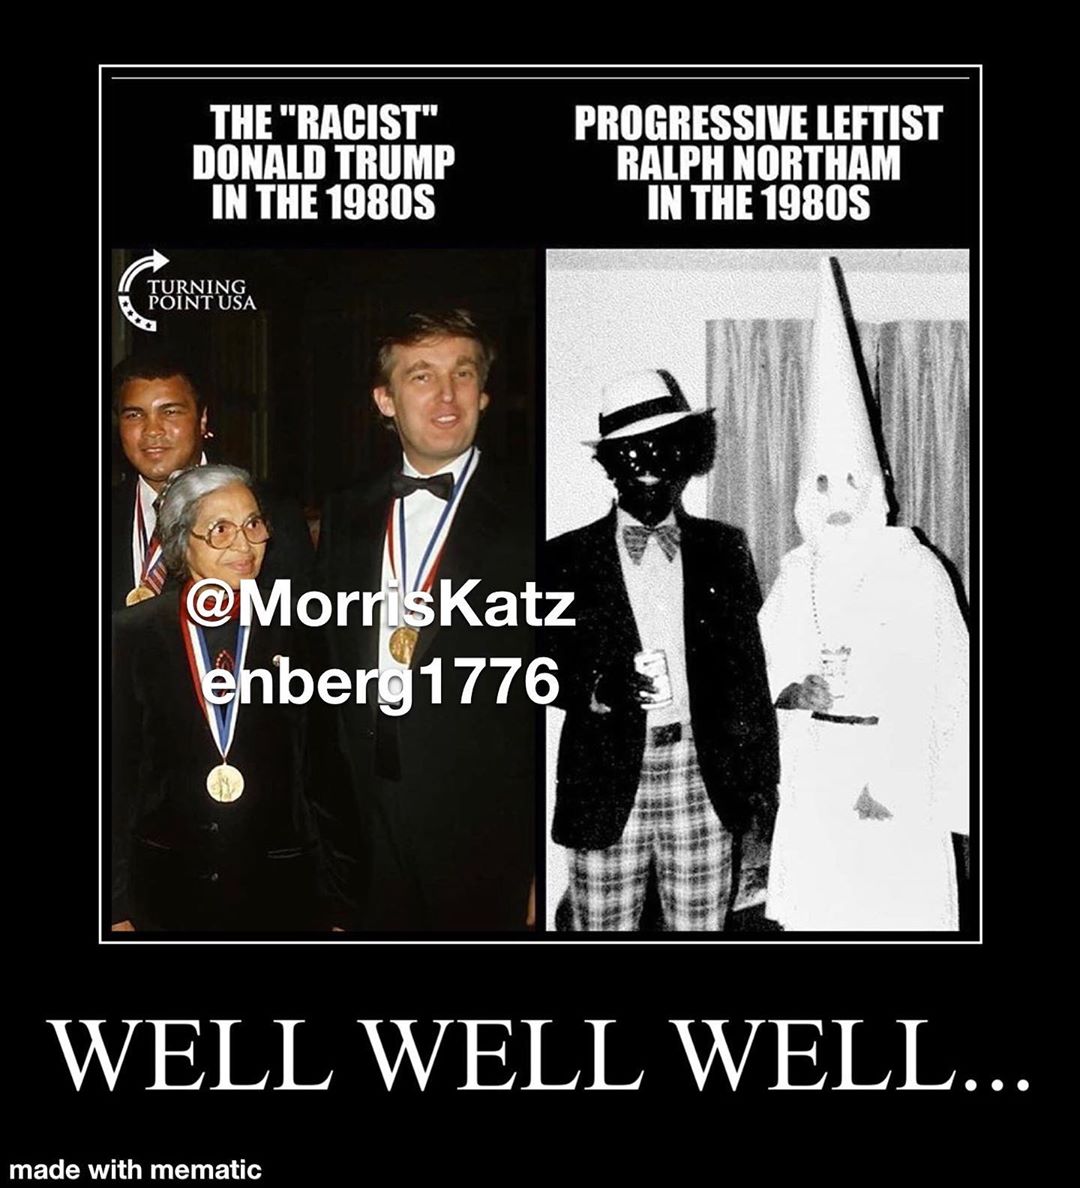 THE "RACIST"
DONALD TRUMP
IN THE 1980S
PROGRESSIVE LEFTIST
RALPH NORTHAM
IN THE 1980S
TURNING
POINT USA
@MorrisKatz
enberg1776
WELL WELL WELL...
made with mematic